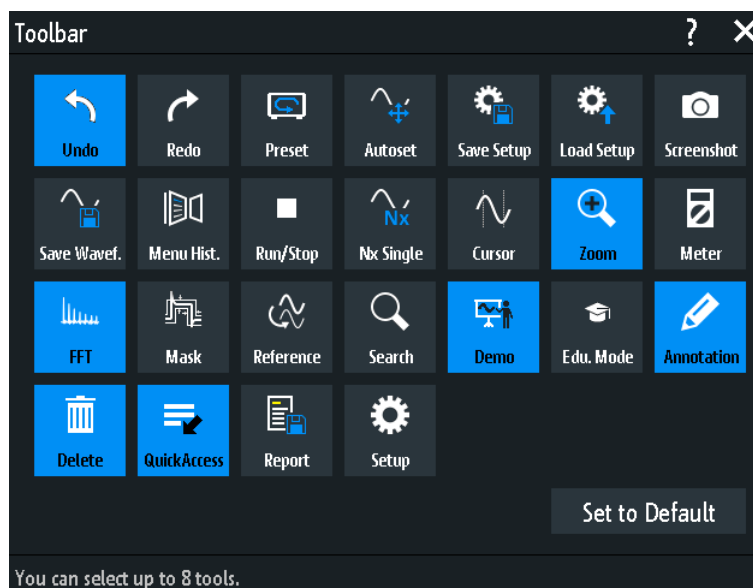 Toolbar ? X
Undo Redo Preset Autoset Save Setup Load Setup Screenshot
Nx
Save Wavef. Menu Hist. Run/Stop Nx Single Cursor Zoom Meter
FFT Mask Reference Search Demo Edu. Mode Annotation
Delete QuickAccess Report Setup
Set to Default
You can select up to 8 tools.